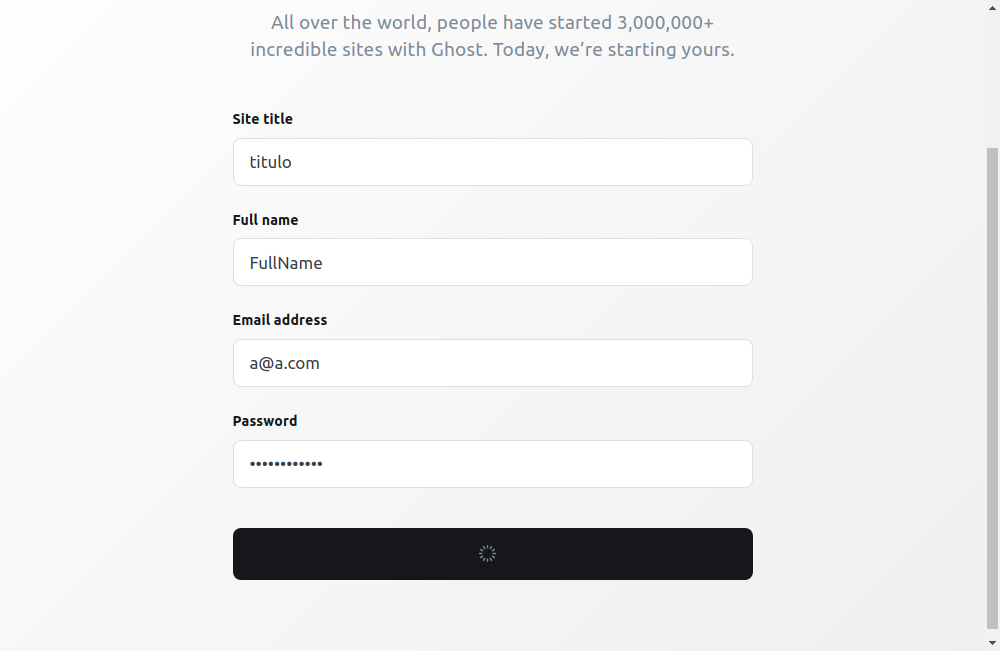 All over the world, people have started 3,000,000+
incredible sites with Ghost. Today, we’re starting yours.
Site title
titulo
Full name
FullName
Email address
a@a.com
Password
••••••••••••